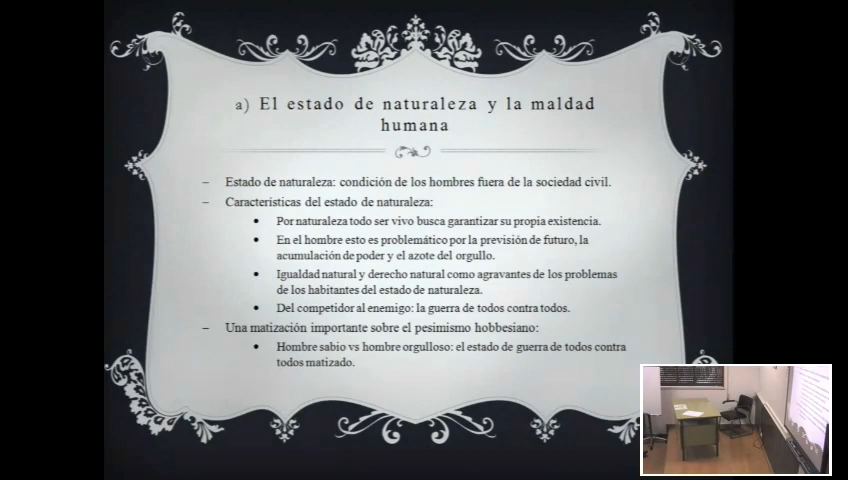 a) El estado de naturaleza y la maldad
humana
– Estado de naturaleza: condición de los hombres fuera de la sociedad civil.
– Características del estado de naturaleza:
• Por naturaleza todo ser vivo busca garantizar su propia existencia.
• En el hombre esto es problemático por la previsión de futuro, la
acumulación de poder y el azote del orgullo.
• Igualdad natural y derecho natural como agravantes de los problemas
de los habitantes del estado de naturaleza.
• Del competidor al enemigo: la guerra de todos contra todos.
– Una matización importante sobre el pesimismo hobbesiano:
• Hombre sabio vs hombre orgulloso: el estado de guerra de todos contra
todos matizado.